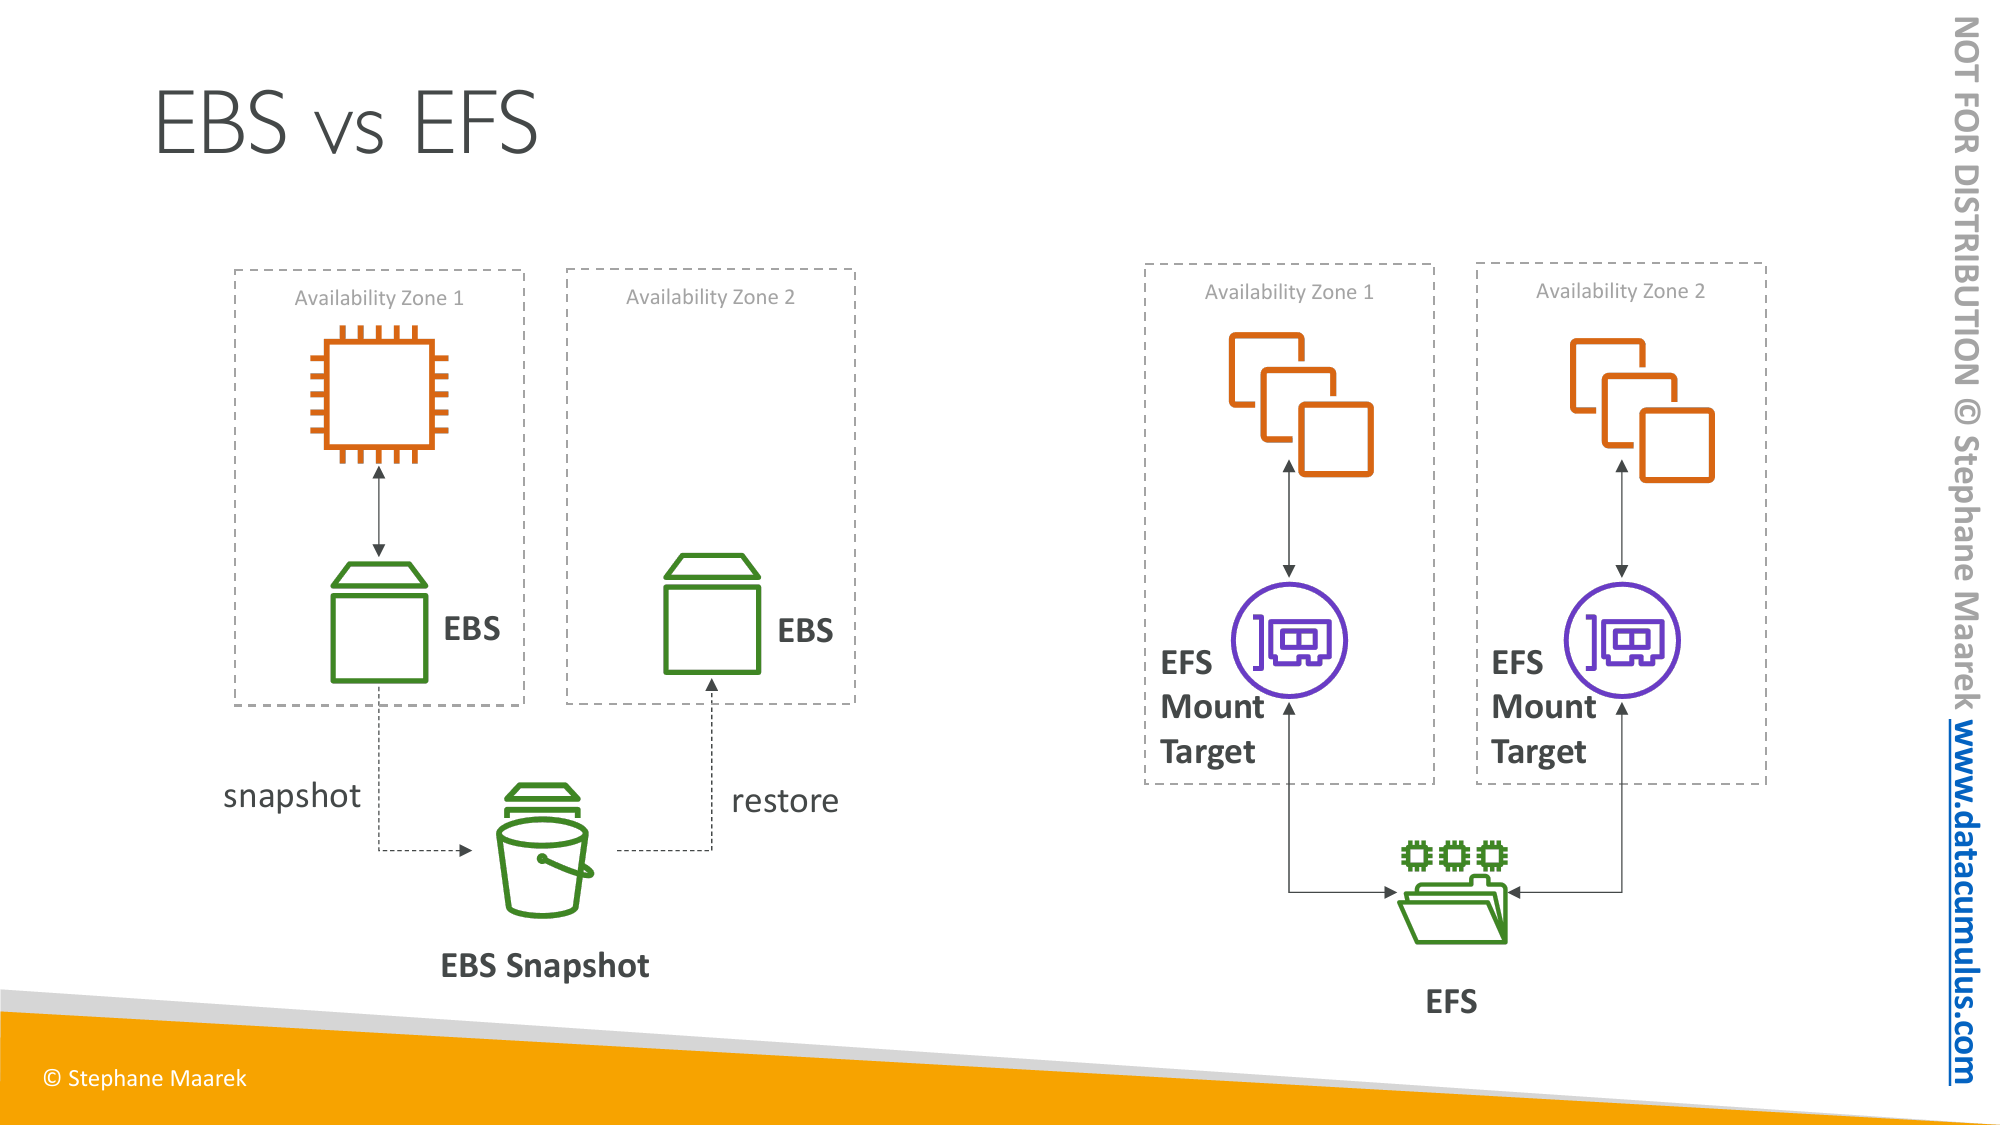 EBS vs EFS
Availability Zone 1
Availability Zone 2
EBS
EBS
snapshot
restore
EBS Snapshot
Availability Zone 1
Availability Zone 2
EFS
Mount
Target
EFS
Mount
Target
EFS
© Stephane Maarek
NOT FOR DISTRIBUTION © Stephane Maarek www.datacumulus.com